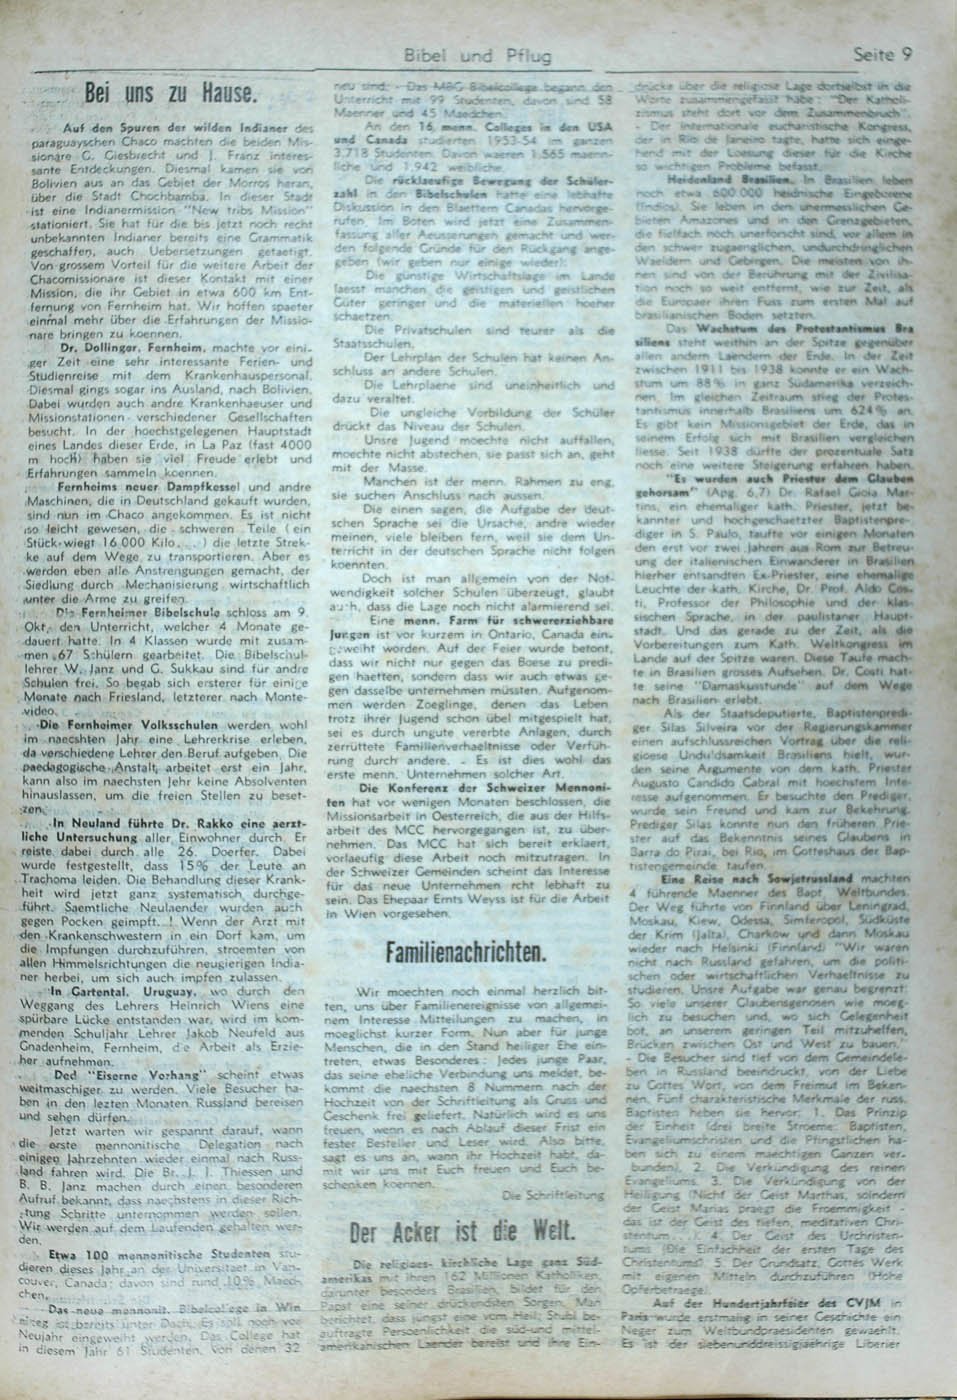 Bibel und Pflug
Seite 9
Bei uns zu Hause.
Auf den Spuren der wilden Indianer des
paraguayschen Chaco machten die beiden Mis-
sionare G. Giesbrecht und J. Franz interes-
sante Entdeckungen. Diesmal kamen sie von
Bolivien aus an das Gebiet der Morros heran,
über die Stadt Chochbamba. In dieser Stadt
ist eine Indianermission "New tribs Mission"
stationiert. Sie hat für die bis jetzt noch recht
unbekannten Indianer bereits eine Grammatik
geschaffen, auch Uebersetzungen getaetigt.
Von grossem Vorteil für die weitere Arbeit der
Chacomissionare ist dieser Kontakt mit einer
Mission, die ihr Gebiet in etwa 600 km Ent-
fernung von Fernheim hat. Wir hoffen spaeter
einmal mehr über die Erfahrungen der Missio-
nare bringen zu koennen.
Dr. Dollinger, Fernheim, machte vor eini-
ger Zeit eine sehr interessante Ferien- und
Studienreise mit dem Krankenhauspersonal.
Diesmal gings sogar ins Ausland, nach Bolivien.
Dabei wurden auch andre Krankenhaeuser und
Missionstationen verschiedener Gesellschaften
besucht. In der hoechstgelegenen Hauptstadt
eines Landes dieser Erde, in La Paz (fast 4000
m hoch) haben sie viel Freude erlebt und
Erfahrungen sammeln koennen.
Fernheims neuer Dampfkessel und andre
Maschinen, die in Deutschland gekauft wurden,
sind nun im Chaco angekommen. Es ist nicht
so leicht gewesen, die schweren Teile (ein
Stück wiegt 16.000 Kilo, ...) die letzte Strek-
ke auf dem Wege zu transportieren. Aber es
werden eben alle Anstrengungen gemacht, der
Siedlung durch Mechanisierung wirtschaftlich
unter die Arme zu greifen.
Die Fernheimer Bibelschule schloss am 9.
Okt. den Unterricht, welcher 4 Monate ge-
dauert hatte. In 4 Klassen wurde mit zusam-
men 67 Schülern gearbeitet. Die Bibelschul-
lehrer W. Janz und G. Sukkau sind für andre
Schulen frei. So begab sich ersterer für einige
Monate nach Friesland, letzterer nach Monte-
video.
Die Fernheimer Volksschulen werden wohl
im naecshten Jahr eine Lehrerkrise erleben,
da verschiedene Lehrer den Beruf aufgeben. Die
paedagogische Anstalt, arbeitet erst ein Jahr,
kann also im naechsten Jehr keine Absolventen
hinauslassen, um die freien Stellen zu beset-
zen.
In Neuland führte Dr. Rakko eine aerzt-
liche Untersuchung aller Einwohner durch. Er
reiste dabei durch alle 26. Doerfer. Dabei
wurde festgestellt, dass 15% der Leute an
Trachoma leiden. Die Behandlung dieser Krank-
heit wird jetzt ganz systematisch durchge-
führt. Saemtliche Neulaender wurden auch
gegen Pocken geimpft...! Wenn der Arzt mit
den Krankenschwestern in ein Dorf kam, um
die Impfungen durchzuführen, stroemten von
allen Himmelsrichtungen die neugierigen India-
ner herbei, um sich auch impfen zulassen.
In Gartental, Uruguay, wo durch den
Weggang des Lehrers Heinrich Wiens eine
spürbare Lücke entstanden war, wird im kom-
menden Schuljahr Lehrer Jakob Neufeld aus
Gnadenheim, Fernheim, die Arbeit als Erzie-
her aufnehmen.
Ded "Eiserne Vorhang" scheint etwas
weitmaschiger zu werden. Viele Besucher ha-
ben in den lezten Monaten Russland bereisen
und sehen dürfen.
Jetzt warten wir gespannt darauf, wann
die erste mennonitische Delegation nach
einigen Jahrzehnten wieder einmal nach Russ-
land fahren wird. Die Br. J. J. Thiessen und
B. B. Janz machen durch einen besonderen
Aufruf bekannt, dass naechstens in dieser Rich-
tung Schritte unternommen werden sollen.
Wir werden auf dem Laufenden gehalten wer-
den.
Etwa 100 mennonitische Studenten stu-
dieren dieses Jahr an der Universitaet in Van-
couver, Canada; davon sind rund 10% Maed-
chen.
Das neue mennonit. Bibelcollege in Win
nipeg ist bereits unter Dach. Es soll noch vor
Neujahr eingeweiht werden. Das College hat
in diesem Jahr 61 Studenten, von denen 32
neu sind. - Das MBG Bibelcollege begann den
Unterricht mit 99 Studenten, davon sind 58
Maenner und 45 Maedchen.
An den 16 menn. Colleges in den USA
und Canada studierten 1953-54 im ganzen
3.718 Studenten. Davon waeren 1.565 maenn-
liche und 1.942 weibliche.
Die rücklaeufige Bewegung der Schüler-
zahl in den Bibelschulen hatte eine lebhafte
Diskussion in den Blaettern Canadas hervorge-
rufen. Im Boten wird jetzt eine Zusammen-
fassung aller Aeusserungen gemacht und wer-
den folgende Gründe für den Rückgang ange-
geben (wir geben nur einige wieder):
Die günstige Wirtschaftslage im Lande
laesst manchen die geistigen und geistlichen
Güter geringer und die materiellen hoeher
schaetzen.
Die Privatschulen sind teurer als die
Staatsschulen.
Der Lehrplan der Schulen hat keinen An-
schluss an andere Schulen.
Die Lehrplaene sind uneinheitlich und
dazu veraltet.
Die ungleiche Vorbildung der Schüler
drückt das Niveau der Schulen.
Unsre Jugend moechte nicht auffallen,
moechte nicht abstechen, sie passt sich an, geht
mit der Masse.
Manchen ist der menn. Rahmen zu eng,
sie suchen Anschluss nach aussen.
Die einen sagen, die Aufgabe der deut-
schen Sprache sei die Ursache, andre wieder
meinen, viele bleiben fern, weil sie dem Un-
terricht in der deutschen Sprache nicht folgen
koennten.
Doch ist man allgemein von der Not-
wendigkeit solcher Schulen überzeugt, glaubt
auch, dass die Lage noch nicht alarmierend sei.
Eine menn. Farm für schwererziehbare
Jungen ist vor kurzem in Ontario, Canada ein-
geweiht worden. Auf der Feier wurde betont,
dass wir nicht nur gegen das Boese zu predi-
gen haetten, sondern dass wir auch etwas ge-
gen dasselbe unternehmen müssten. Aufgenom-
men werden Zoeglinge, denen das Leben
trotz ihrer Jugend schon übel mitgespielt hat,
sei es durch ungute vererbte Anlagen, durch
zerrüttete Familienverhaeltnisse oder Verfüh-
rung durch andere. - Es ist dies wohl das
erste menn. Unternehmen solcher Art.
Die Konferenz der Schweizer Mennoni-
ten hat vor wenigen Monaten beschlossen, die
Missionsarbeit in Oesterreich, die aus der Hilfs-
arbeit des MCC hervorgegangen ist, zu über-
nehmen. Das MCC hat sich bereit erklaert,
vorlaeufig diese Arbeit noch mitzutragen. In
der Schweizer Gemeinden scheint das Interesse
für das neue Unternehmen rcht lebhaft zu
sein. Das Ehepaar Ernts Weyss ist für die Arbeit
in Wien vorgesehen.
Familienachrichten.
Wir moechten noch einmal herzlich bit-
ten, uns über Familienereignisse von allgemei-
nem Interesse Mitteilungen zu machen, in
moeglichst kurzer Form. Nun aber für junge
Menschen, die in den Stand heiliger Ehe ein-
treten, etwas Besonderes: Jedes junge Paar,
das seine eheliche Verbindung uns meldet, be-
kommt die naechsten 8 Nummern nach der
Hochzeit von der Schriftleitung als Gruss und
Geschenk frei geliefert. Natürlich wird es uns
freuen, wenn es nach Ablauf dieser Frist ein
fester Besteller und Leser wird. Also bitte,
sagt es uns an, wann ihr Hochzeit habt, da-
mit wir uns mit Euch freuen und Euch be-
schenken koennen.
Die Schriftleitung
Der Acker ist die Welt.
Die religioes- kirchliche Lage ganz Süd-
amerikas mit ihren 162 Millionen Katholiken,
darunter besonders Brasilien, bildet für den
Papst eine seiner drückendsten Sorgen. Man
berichtet, dass jüngst eine vom Heil. Stuhl be-
auftragte Persoenlichkeit die süd-und mittel-
amerikanischen Laender bereist und ihre Ein-
drücke über die religiose Lage dortselbst in die
Worte zusammengefasst habe: "Der Katholi-
zismus steht dort vor dem Zusammenbruch".
- Der internationale eucharistische Kongress,
der in Rio de Janeiro tagte, hatte sich einge-
hend mit der Loesung dieser für die Kirche
so wichtigen Probleme befasst.
Heidenland Brasilien. In Brasilien leben
noch etwa 600.000 heidnische Eingeborene
(Indios). Sie leben in den unermesslichen Ge-
bieten Amazones und in den Grenzgebieten,
die fielfach noch unerforscht sind, vor allem in
den schwer zugaenglichen, undurchdringlichen
Waeldern und Gebirgen. Die meisten von ih-
nen sind von der Berührung mit der Zivilisa-
tion noch so weit entfernt, wie zur Zeit, als
die Europaer ihren Fuss zum ersten Mal auf
brasilianischen Boden setzten.
Das Wachstum des Protestantismus Bra
siliens steht weithin an der Spitze gegenüber
allen andern Laendern der Erde. In der Zeit
zwischen 1911 bis 1938 konnte er ein Wach-
stum um 88% in ganz Südamerika verzeich-
nen. Im gleichen Zeitraum stieg der Protes-
tantismus innerhalb Brasiliens um 624% an.
Es gibt kein Missionsgebiet der Erde, das in
seinem Erfolg sich mit Brasilien vergleichen
liesse. Seit 1938 dürfte der prozentuale Satz
noch eine weitere Steigerung erfahren haben.
"Es wurden auch Priester dem Glauben
gehorsam" (Apg. 6,7) Dr. Rafael Gioia Mar-
tins, ein ehemaliger kath. Priester, jetzt be-
kannter und hochgeschaetzter Baptistenpre-
diger in S. Paulo, taufte vor einigen Monaten
den erst vor zwei Jahren aus Rom zur Betreu-
ung der italienischen Einwanderer in Brasilien
hierher entsandten Ex-Priester, eine ehemalige
Leuchte der kath. Kirche, Dr. Prof. Aldo Cos-
ti, Professor der Philosophie und der klas-
sischen Sprache, in der paulistaner Haupt-
stadt. Und das gerade zu der Zeit, als die
Vorbereitungen zum Kath. Weltkongress im
Lande auf der Spitze waren. Diese Taufe mach-
te in Brasilien grosses Aufsehen. Dr. Costi hat-
te seine "Damaskusstunde" auf dem Wege
nach Brasilien erlebt.
Als der Staatsdeputierte, Baptistenpredi-
ger Silas Silveira vor der Regierungskammer
einen aufschlussreichen Vortrag über die reli-
gioese Unduldsamkeit Brasiliens hielt, wur-
den seine Argumente von dem kath. Priester
Augusto Candido Cabral mit hoechstem Inte-
resse aufgenommen. Er besuchte den Prediger,
wurde sein Freund und kam zur Bekehrung.
Prediger Silas konnte nun den früheren Prie-
ster auf das Bekenntnis seines Glaubens in
Barra do Pirai, bei Rio, im Gotteshaus der Bap-
tistengemeinde taufen.
Eine Reise nach Sowjetrussland machten
4 führende Maenner des Bapt. Weltbundes.
Der Weg führte von Finnland über Leningrad,
Moskau, Kiew, Odessa, Simferopol, Südküste
der Krim (Jalta), Charkow und dann Moskau
wieder nach Helsinki (Finnland) "Wir waren
nicht nach Russland gefahren, um die politi-
schen oder wirtschaftlichen Verhaeltnisse zu
studieren. Unsre Aufgabe war genau begrenzt:
So viele unserer Glaubensgenossen wie moeg-
lich zu besuchen und, wo sich Gelegenheit
bot, an unserem geringen Teil mitzuhelfen,
Brücken zwischen Ost und West zu bauen."
- Die Besucher sind tief von dem Gemeindele-
ben in Russland beeindruckt, von der Liebe
zu Gottes Wort, von dem Freimut im Beken-
nen. Fünf charakteristische Merkmale der russ.
Baptisten heben sie hervor: 1. Das Prinzip
der Einheit (drei breite Stroeme: Baptisten,
Evangeliumschristen und die Pfingstlichen ha-
ben sich zu einem maechtigen Ganzen ver-
bunden). 2. Die Verkündigung des reinen
Evangeliums. 3. Die Verkündigung von der
Heiligung (Nicht der Geist Marthas, soindern
der Geist Marias praegt die Froemmigkeit -
das ist der Geist des tiefen, meditativen Chri-
stentum...). 4. Der Geist des Urchristen-
tums (Die Einfachheit der ersten Tage des
Christentums) 5. Der Grundsatz, Gottes Werk
mit eigenen Mitteln durchzuführen (Hohe
Opferbetraege).
Auf der Hundertjahrfeier des CVJM in
Paris wurde erstmalig in seiner Geschichte ein
Neger zum Weltbundpraesidenten gewaehlt.
Es ist der siebenunddreissigjaehrige Liberier